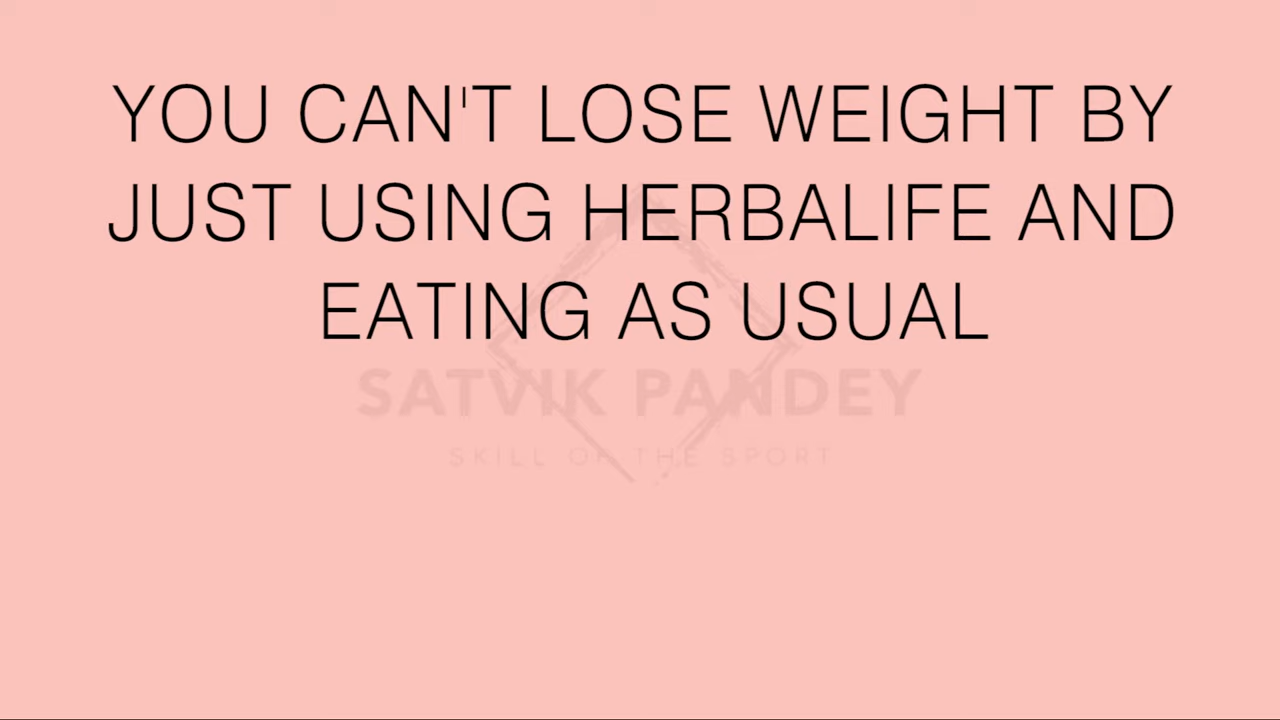 YOU CAN'T LOSE WEIGHT BY
JUST USING HERBALIFE AND
EATING AS USUAL
SATVIK PANDEY
SKILL OF THE SPORT